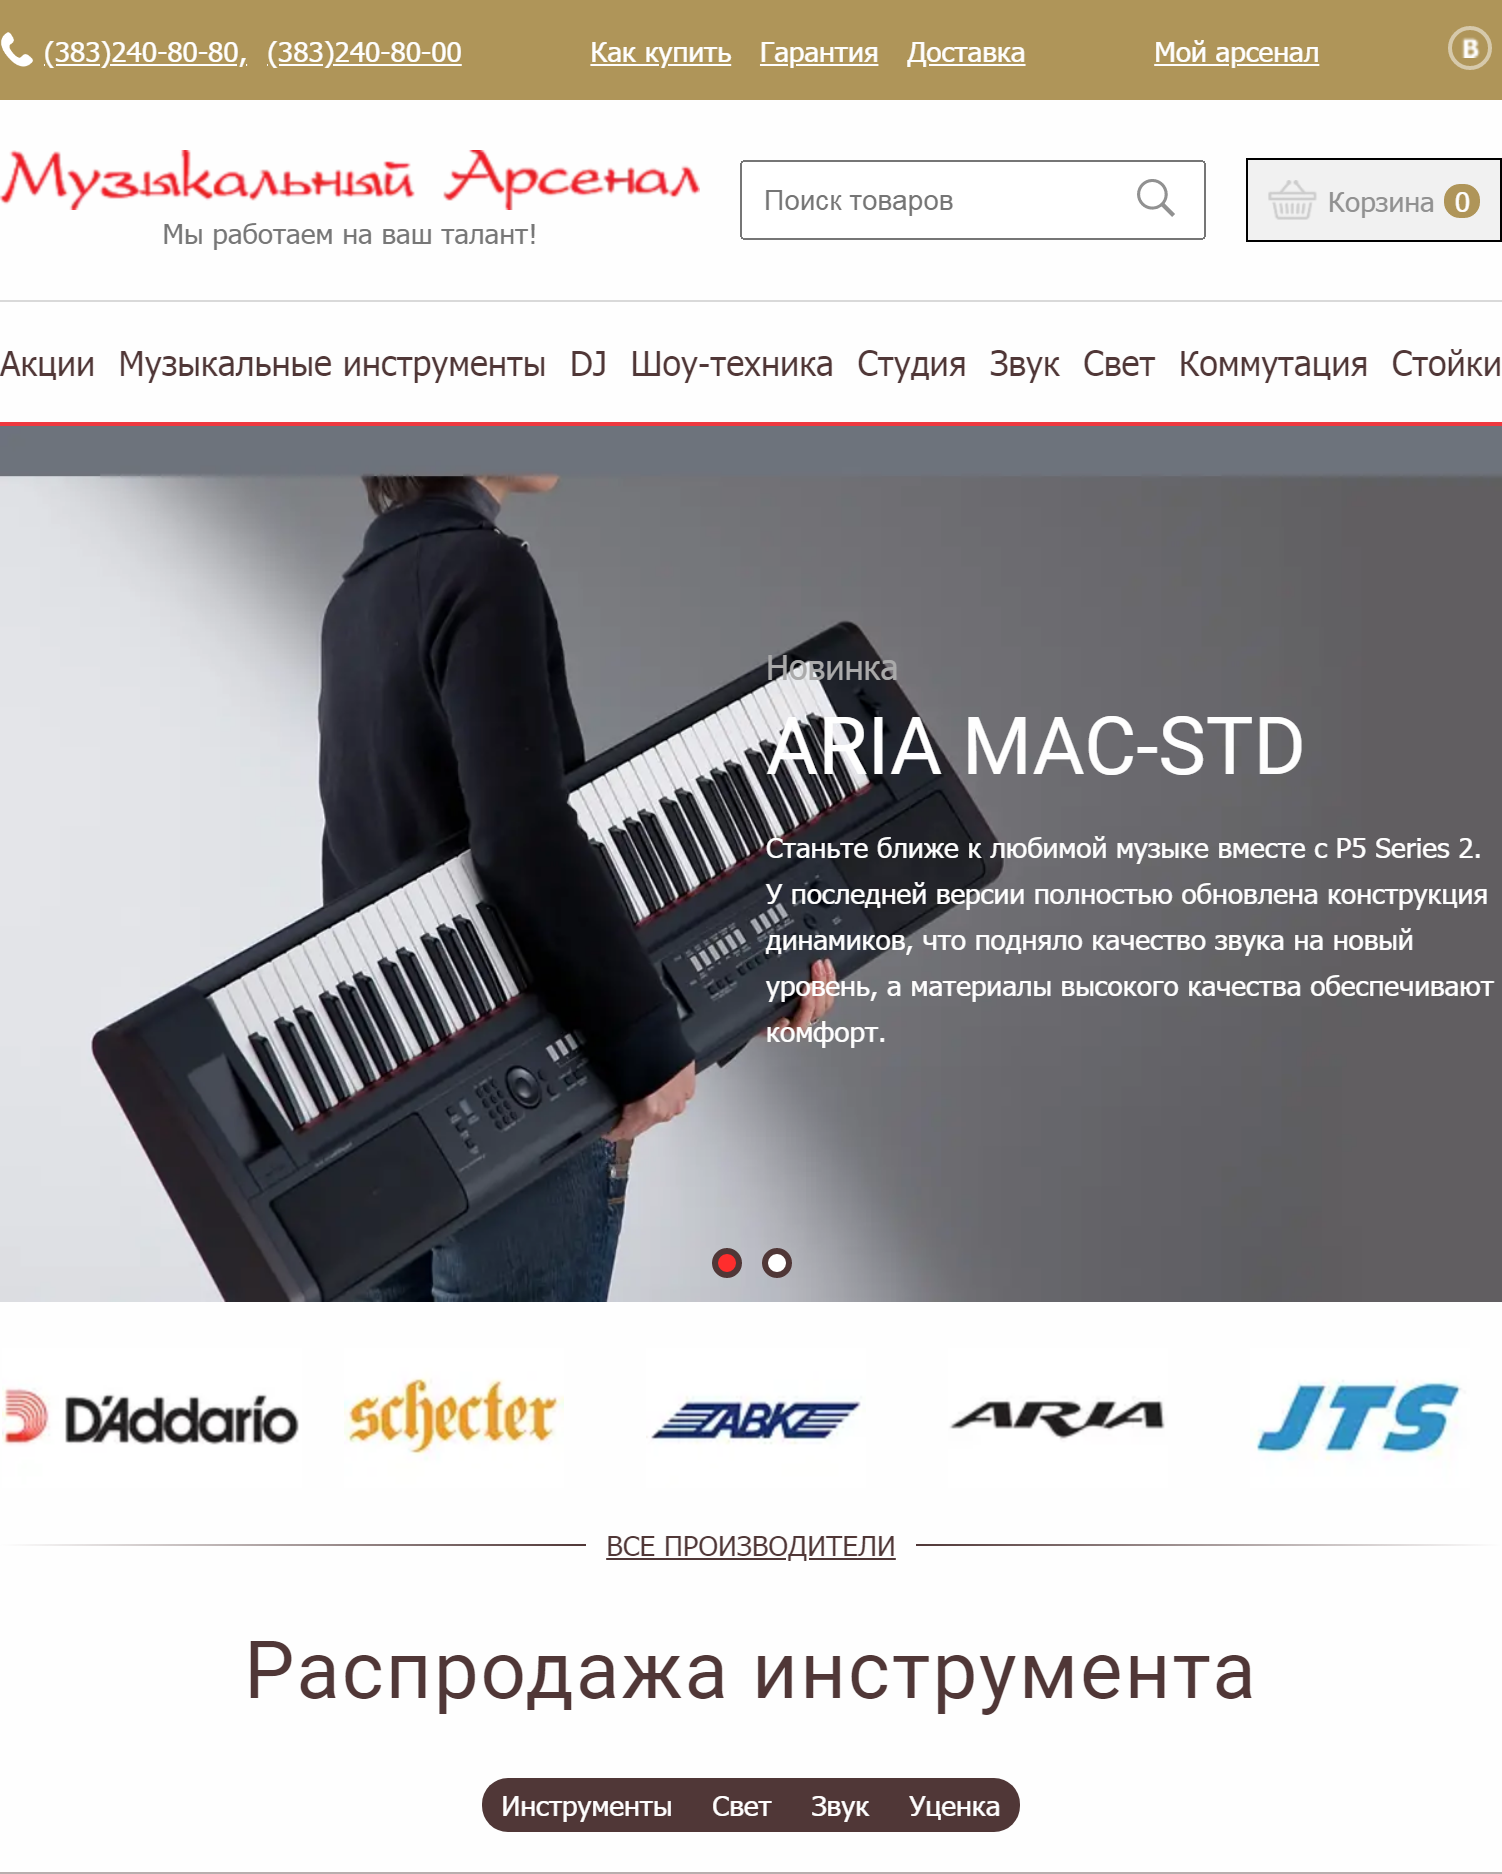 (383)240-80-80, (383)240-80-00 Как купить Гарантия Доставка Мой арсенал B
Музыкальный Арсенал
Мы работаем на ваш талант!
Поиск товаров
Корзина 0
Акции Музыкальные инструменты DJ Шоу-техника Студия Звук Свет Коммутация Стойки
Новинка
ARIA MAC-STD
Станьте ближе к любимой музыке вместе с P5 Series 2.
У последней версии полностью обновлена конструкция
динамиков, что подняло качество звука на новый
уровень, а материалы высокого качества обеспечивают
комфорт.
D'Addario schecter ABK ARIA JTS
ВСЕ ПРОИЗВОДИТЕЛИ
Распродажа инструмента
Инструменты Свет Звук Уценка